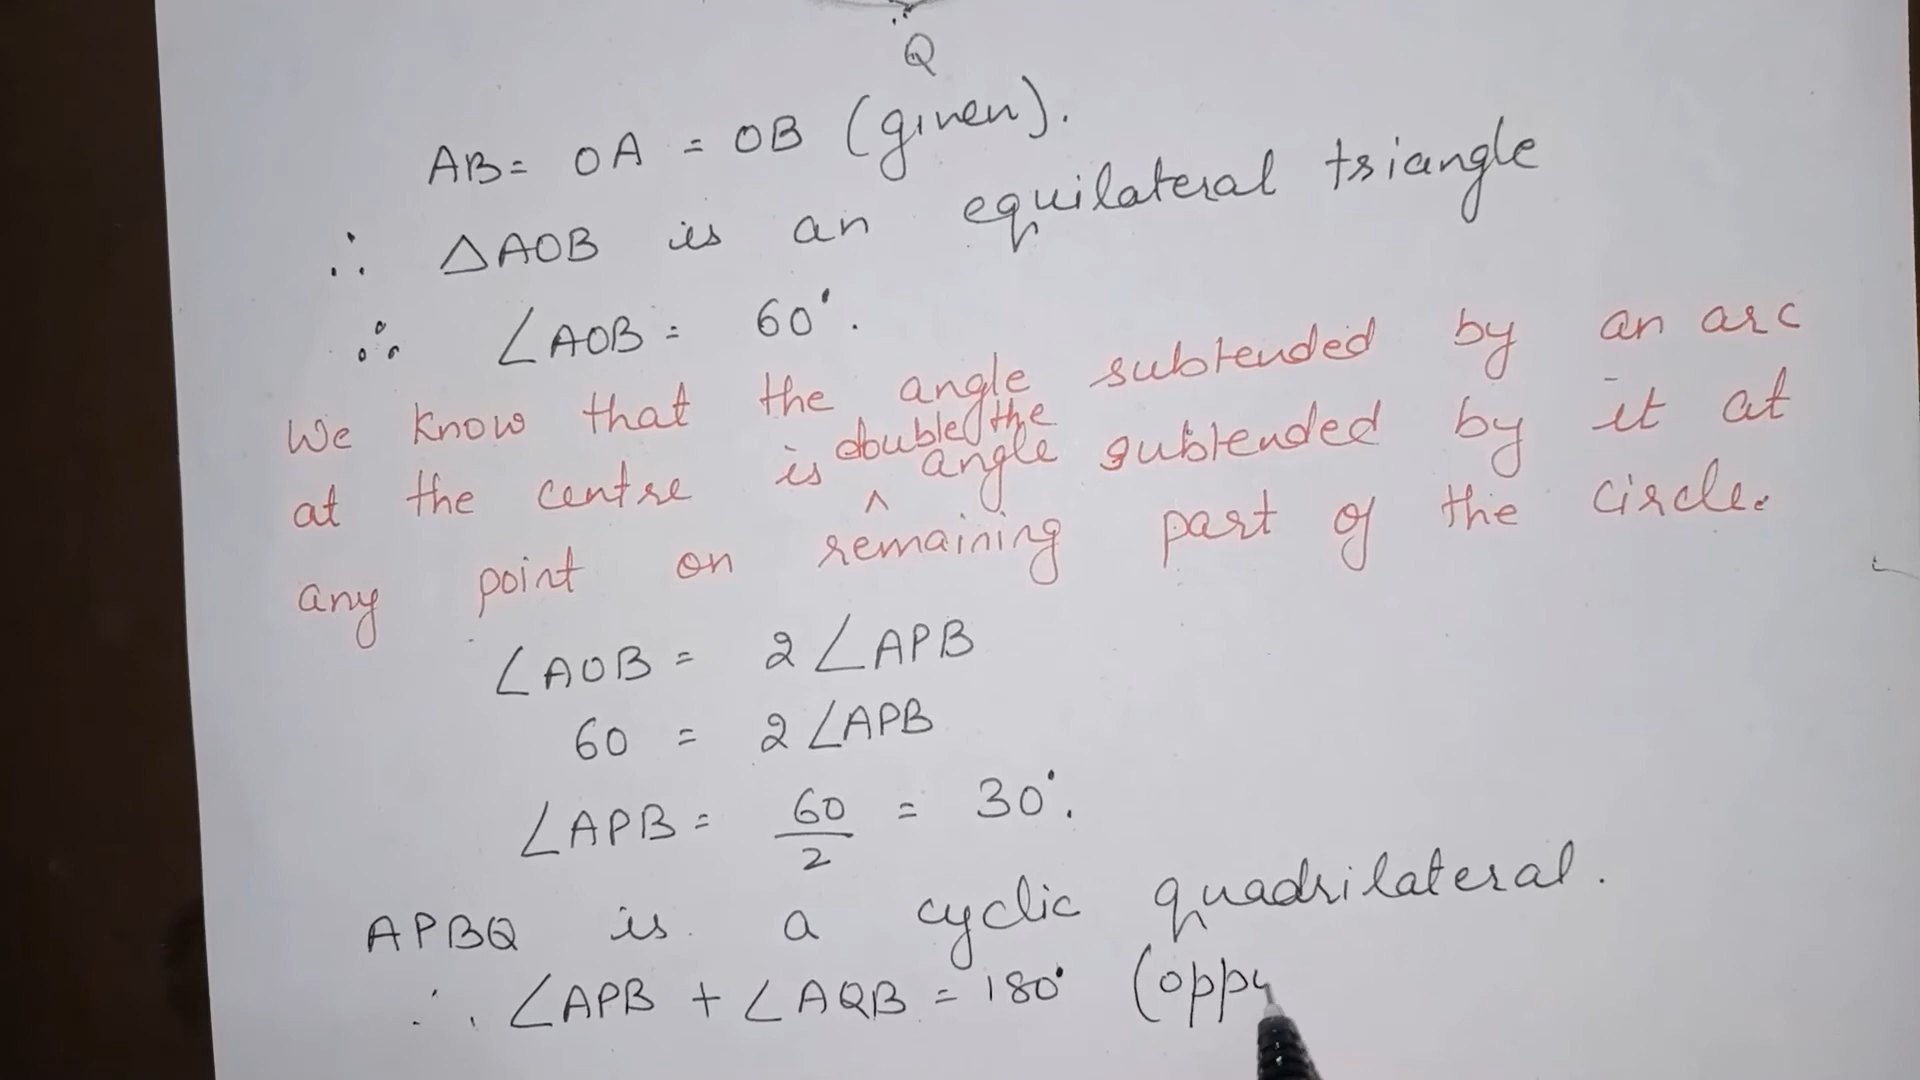 Q
AB = OA = OB (given).
∴ △AOB is an equilateral triangle
∴ ∠AOB = 60°.
We know that the angle subtended by an arc
at the centre is double the angle subtended by it at
any point on remaining part of the circle.
∠AOB = 2 ∠APB
60 = 2 ∠APB
∠APB = 60/2 = 30°.
APBQ is a cyclic quadrilateral.
∴ ∠APB + ∠AQB = 180° (opp